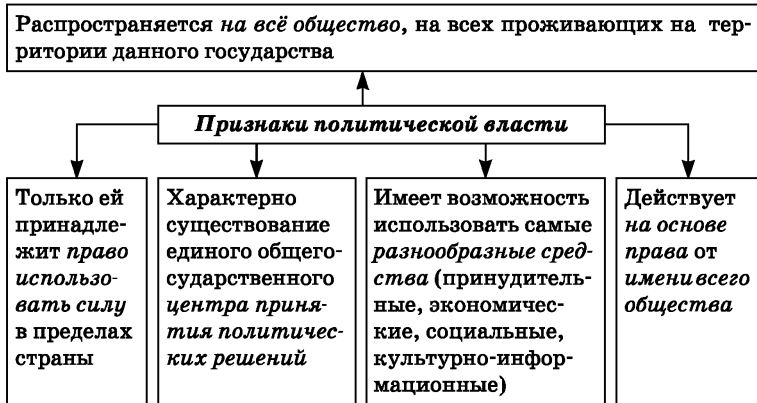 Распространяется на всё общество, на всех проживающих на тер-
ритории данного государства
Признаки политической власти
Только ей
принадле-
жит право
использо-
вать силу
в пределах
страны
Характерно
существование
единого общего-
сударственного
центра приня-
тия политичес-
ких решений
Имеет возможность
использовать самые
разнообразные сред-
ства (принудитель-
ные, экономичес-
кие, социальные,
культурно-инфор-
мационные)
Действует
на основе
права от
имени всего
общества